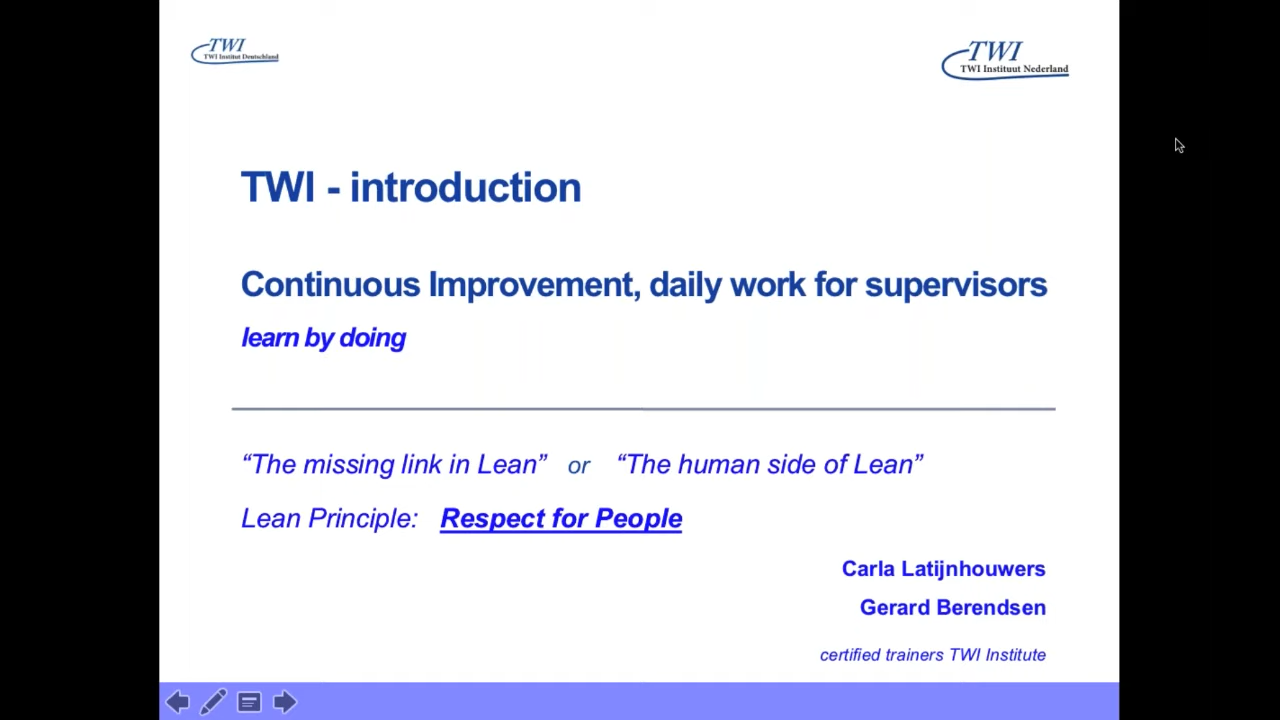 TWI
TWI Institut Deutschland
TWI
TWI Instituut Nederland
TWI - introduction
Continuous Improvement, daily work for supervisors
learn by doing
“The missing link in Lean” or “The human side of Lean”
Lean Principle: Respect for People
Carla Latijnhouwers
Gerard Berendsen
certified trainers TWI Institute